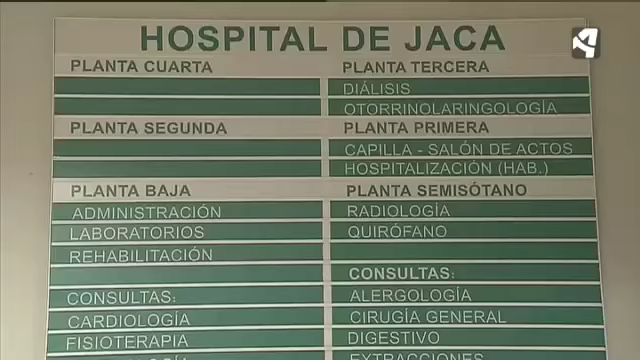 HOSPITAL DE JACA
PLANTA CUARTA
PLANTA TERCERA
DIÁLISIS
OTORRINOLARINGOLOGÍA
PLANTA SEGUNDA
PLANTA PRIMERA
CAPILLA - SALÓN DE ACTOS
HOSPITALIZACIÓN (HAB.)
PLANTA BAJA
ADMINISTRACIÓN
LABORATORIOS
REHABILITACIÓN
CONSULTAS:
CARDIOLOGÍA
FISIOTERAPIA
PLANTA SEMISÓTANO
RADIOLOGÍA
QUIRÓFANO
CONSULTAS:
ALERGOLOGÍA
CIRUGÍA GENERAL
DIGESTIVO
EXTRACCIONES